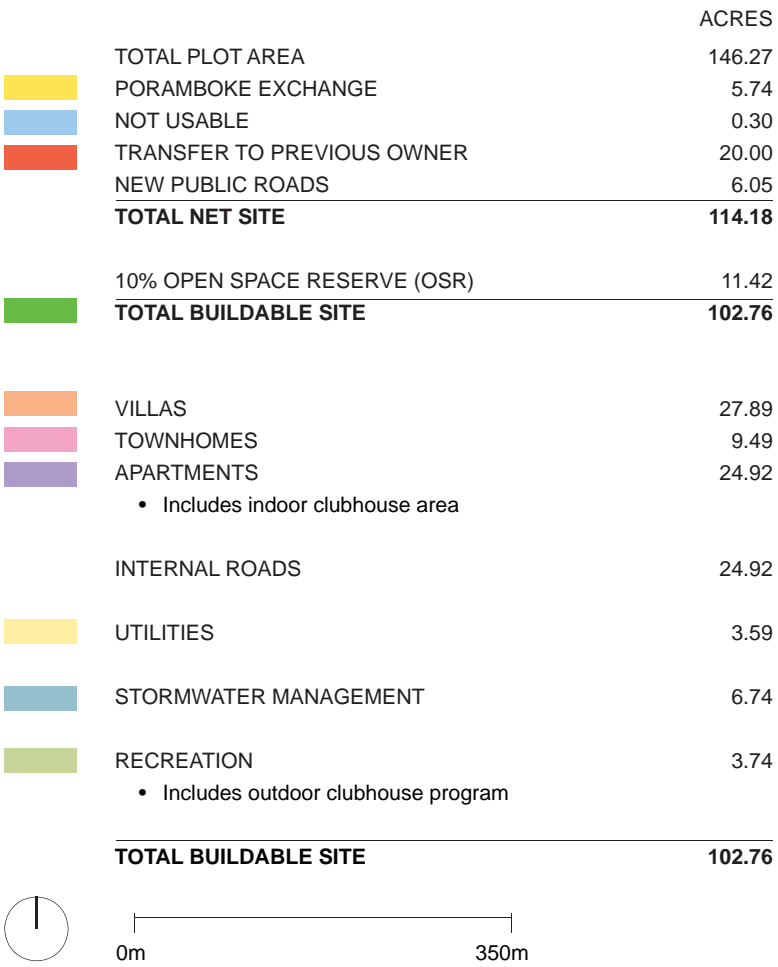 ACRES
TOTAL PLOT AREA 146.27
PORAMBOKE EXCHANGE 5.74
NOT USABLE 0.30
TRANSFER TO PREVIOUS OWNER 20.00
NEW PUBLIC ROADS 6.05
TOTAL NET SITE 114.18
10% OPEN SPACE RESERVE (OSR) 11.42
TOTAL BUILDABLE SITE 102.76
VILLAS 27.89
TOWNHOMES 9.49
APARTMENTS 24.92
• Includes indoor clubhouse area
INTERNAL ROADS 24.92
UTILITIES 3.59
STORMWATER MANAGEMENT 6.74
RECREATION 3.74
• Includes outdoor clubhouse program
TOTAL BUILDABLE SITE 102.76
0m 350m